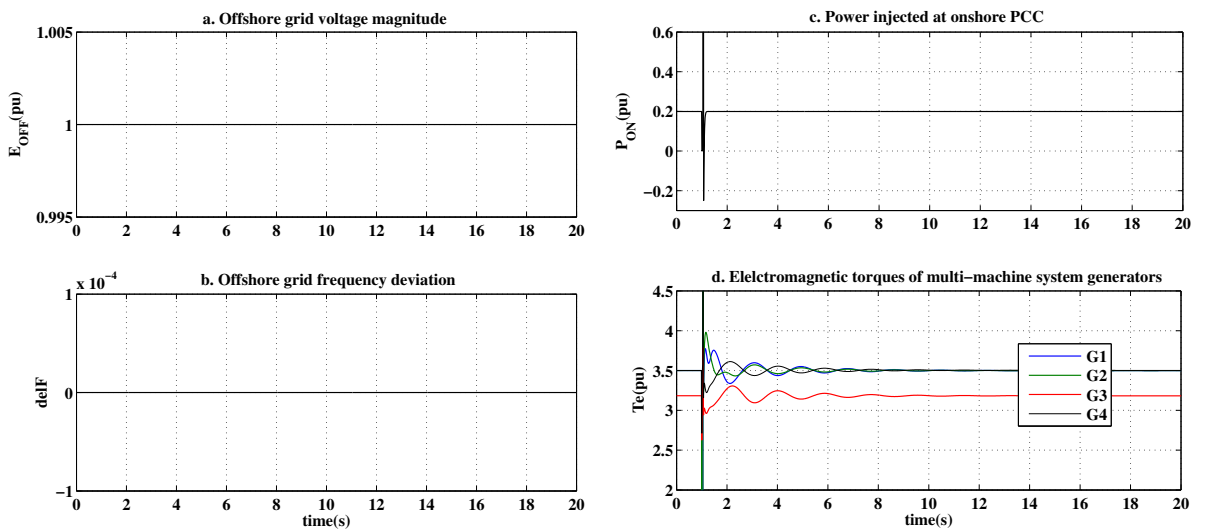 a. Offshore grid voltage magnitude
1.005
1
0.995
E_OFF(pu)
0 2 4 6 8 10 12 14 16 18 20
b. Offshore grid frequency deviation
x 10^-4
1
0
−1
delF
0 2 4 6 8 10 12 14 16 18 20
time(s)
c. Power injected at onshore PCC
0.6
0.4
0.2
0
−0.2
P_ON(pu)
0 2 4 6 8 10 12 14 16 18 20
d. Elelctromagnetic torques of multi−machine system generators
4.5
4
3.5
3
2.5
2
Te(pu)
G1
G2
G3
G4
0 2 4 6 8 10 12 14 16 18 20
time(s)